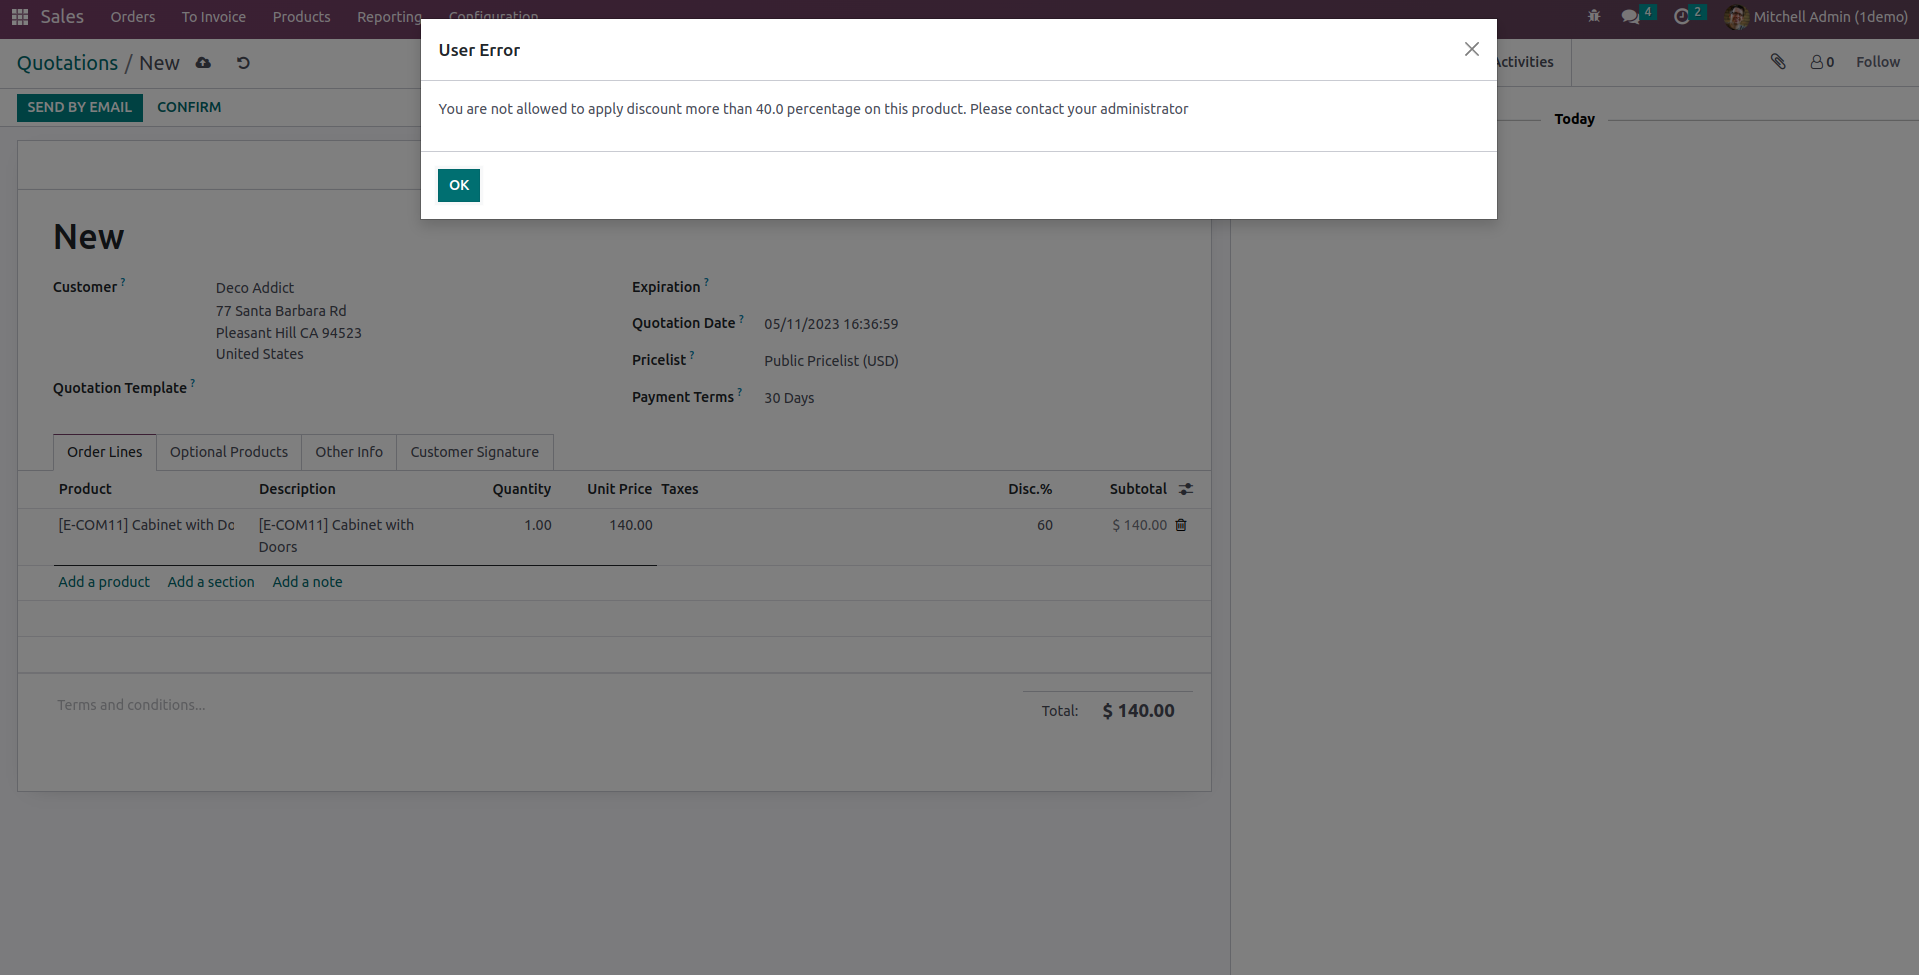 Sales Orders To Invoice Products Reporting Configuration 4 2 Mitchell Admin (1demo)
User Error
Quotations / New Activities 0 Follow
SEND BY EMAIL CONFIRM
You are not allowed to apply discount more than 40.0 percentage on this product. Please contact your administrator
Today
OK
New
Customer ? Deco Addict Expiration ?
77 Santa Barbara Rd
Quotation Date ? 05/11/2023 16:36:59
Pleasant Hill CA 94523
United States
Pricelist ? Public Pricelist (USD)
Quotation Template ?
Payment Terms ? 30 Days
Order Lines Optional Products Other Info Customer Signature
Product Description Quantity Unit Price Taxes Disc.% Subtotal
[E-COM11] Cabinet with Do [E-COM11] Cabinet with 1.00 140.00 60 $ 140.00
Doors
Add a product Add a section Add a note
Terms and conditions...
Total: $ 140.00